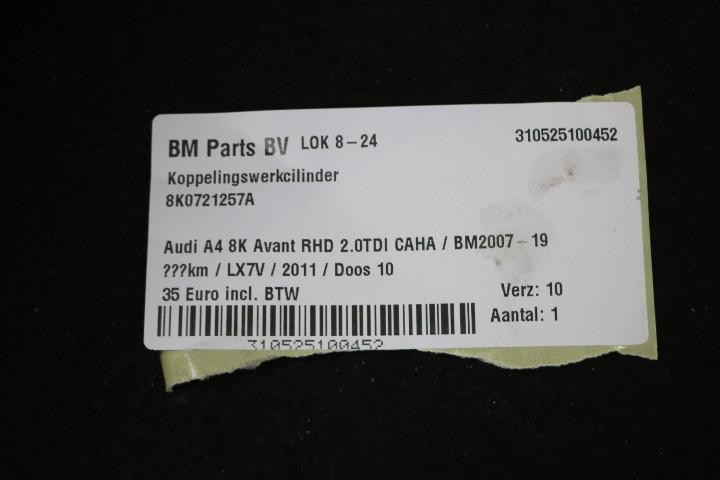 BM Parts BV LOK 8-24 310525100452
Koppelingswerkcilinder
8K0721257A
Audi A4 8K Avant RHD 2.0TDI CAHA / BM2007-19
???km / LX7V / 2011 / Doos 10
35 Euro incl. BTW Verz: 10
Aantal: 1
310525100452